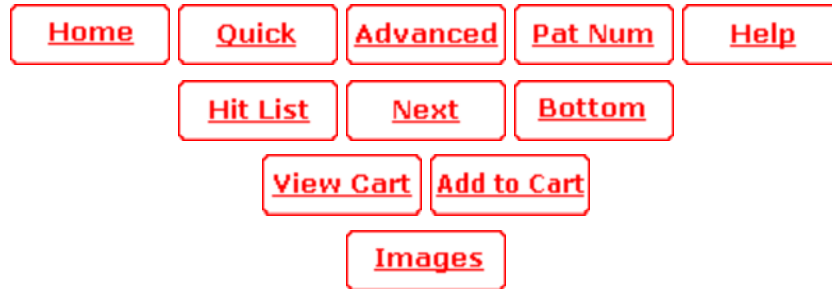 Home Quick Advanced Pat Num Help
Hit List Next Bottom
View Cart Add to Cart
Images